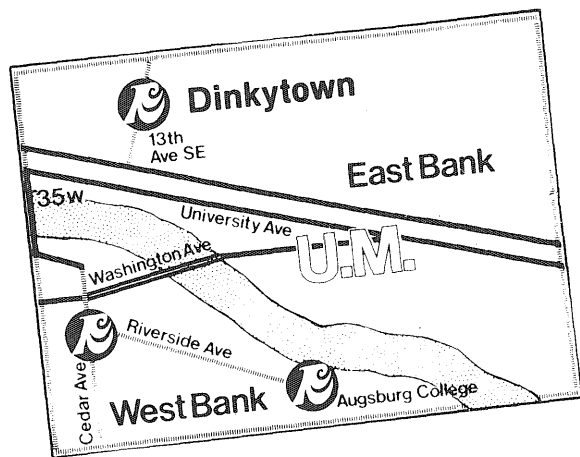 Dinkytown
13th
Ave SE
East Bank
35W
University Ave
Washington Ave
U.M.
Riverside Ave
Cedar Ave
West Bank
Augsburg College